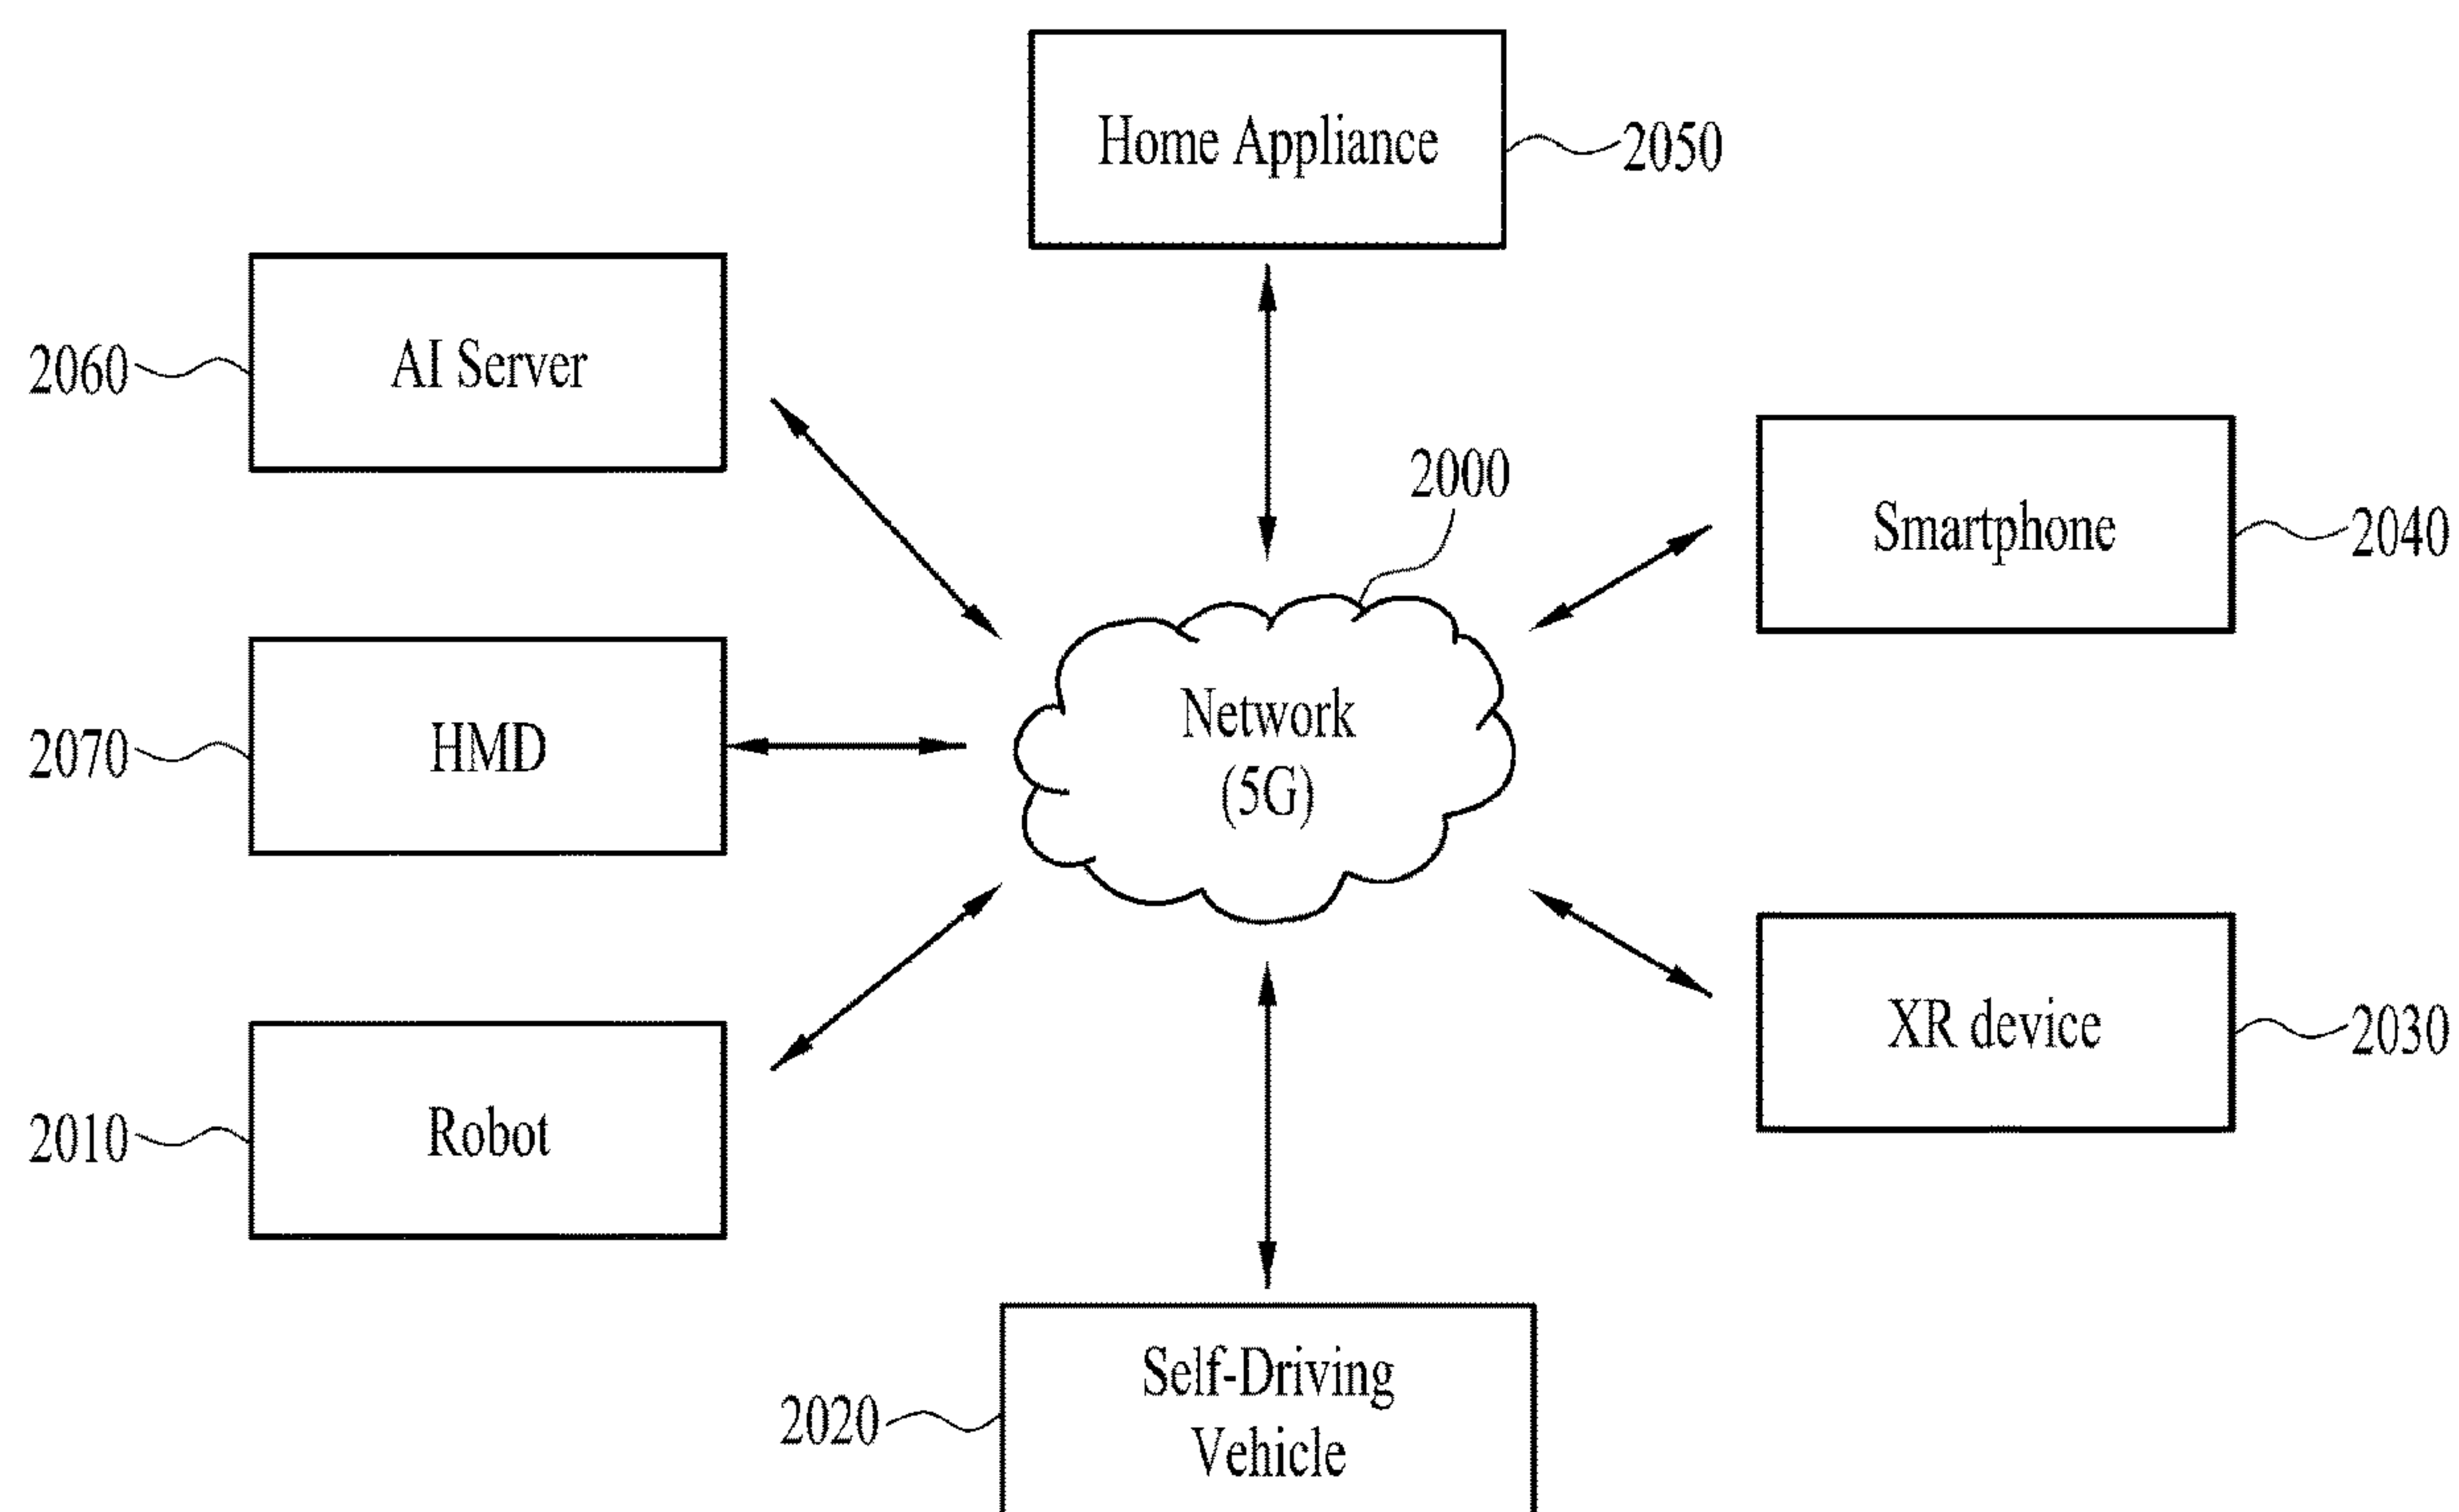 Home Appliance
2050
2060
AI Server
2000
Smartphone
2040
2070
HMD
Network
(5G)
2010
Robot
XR device
2030
2020
Self-Driving
Vehicle